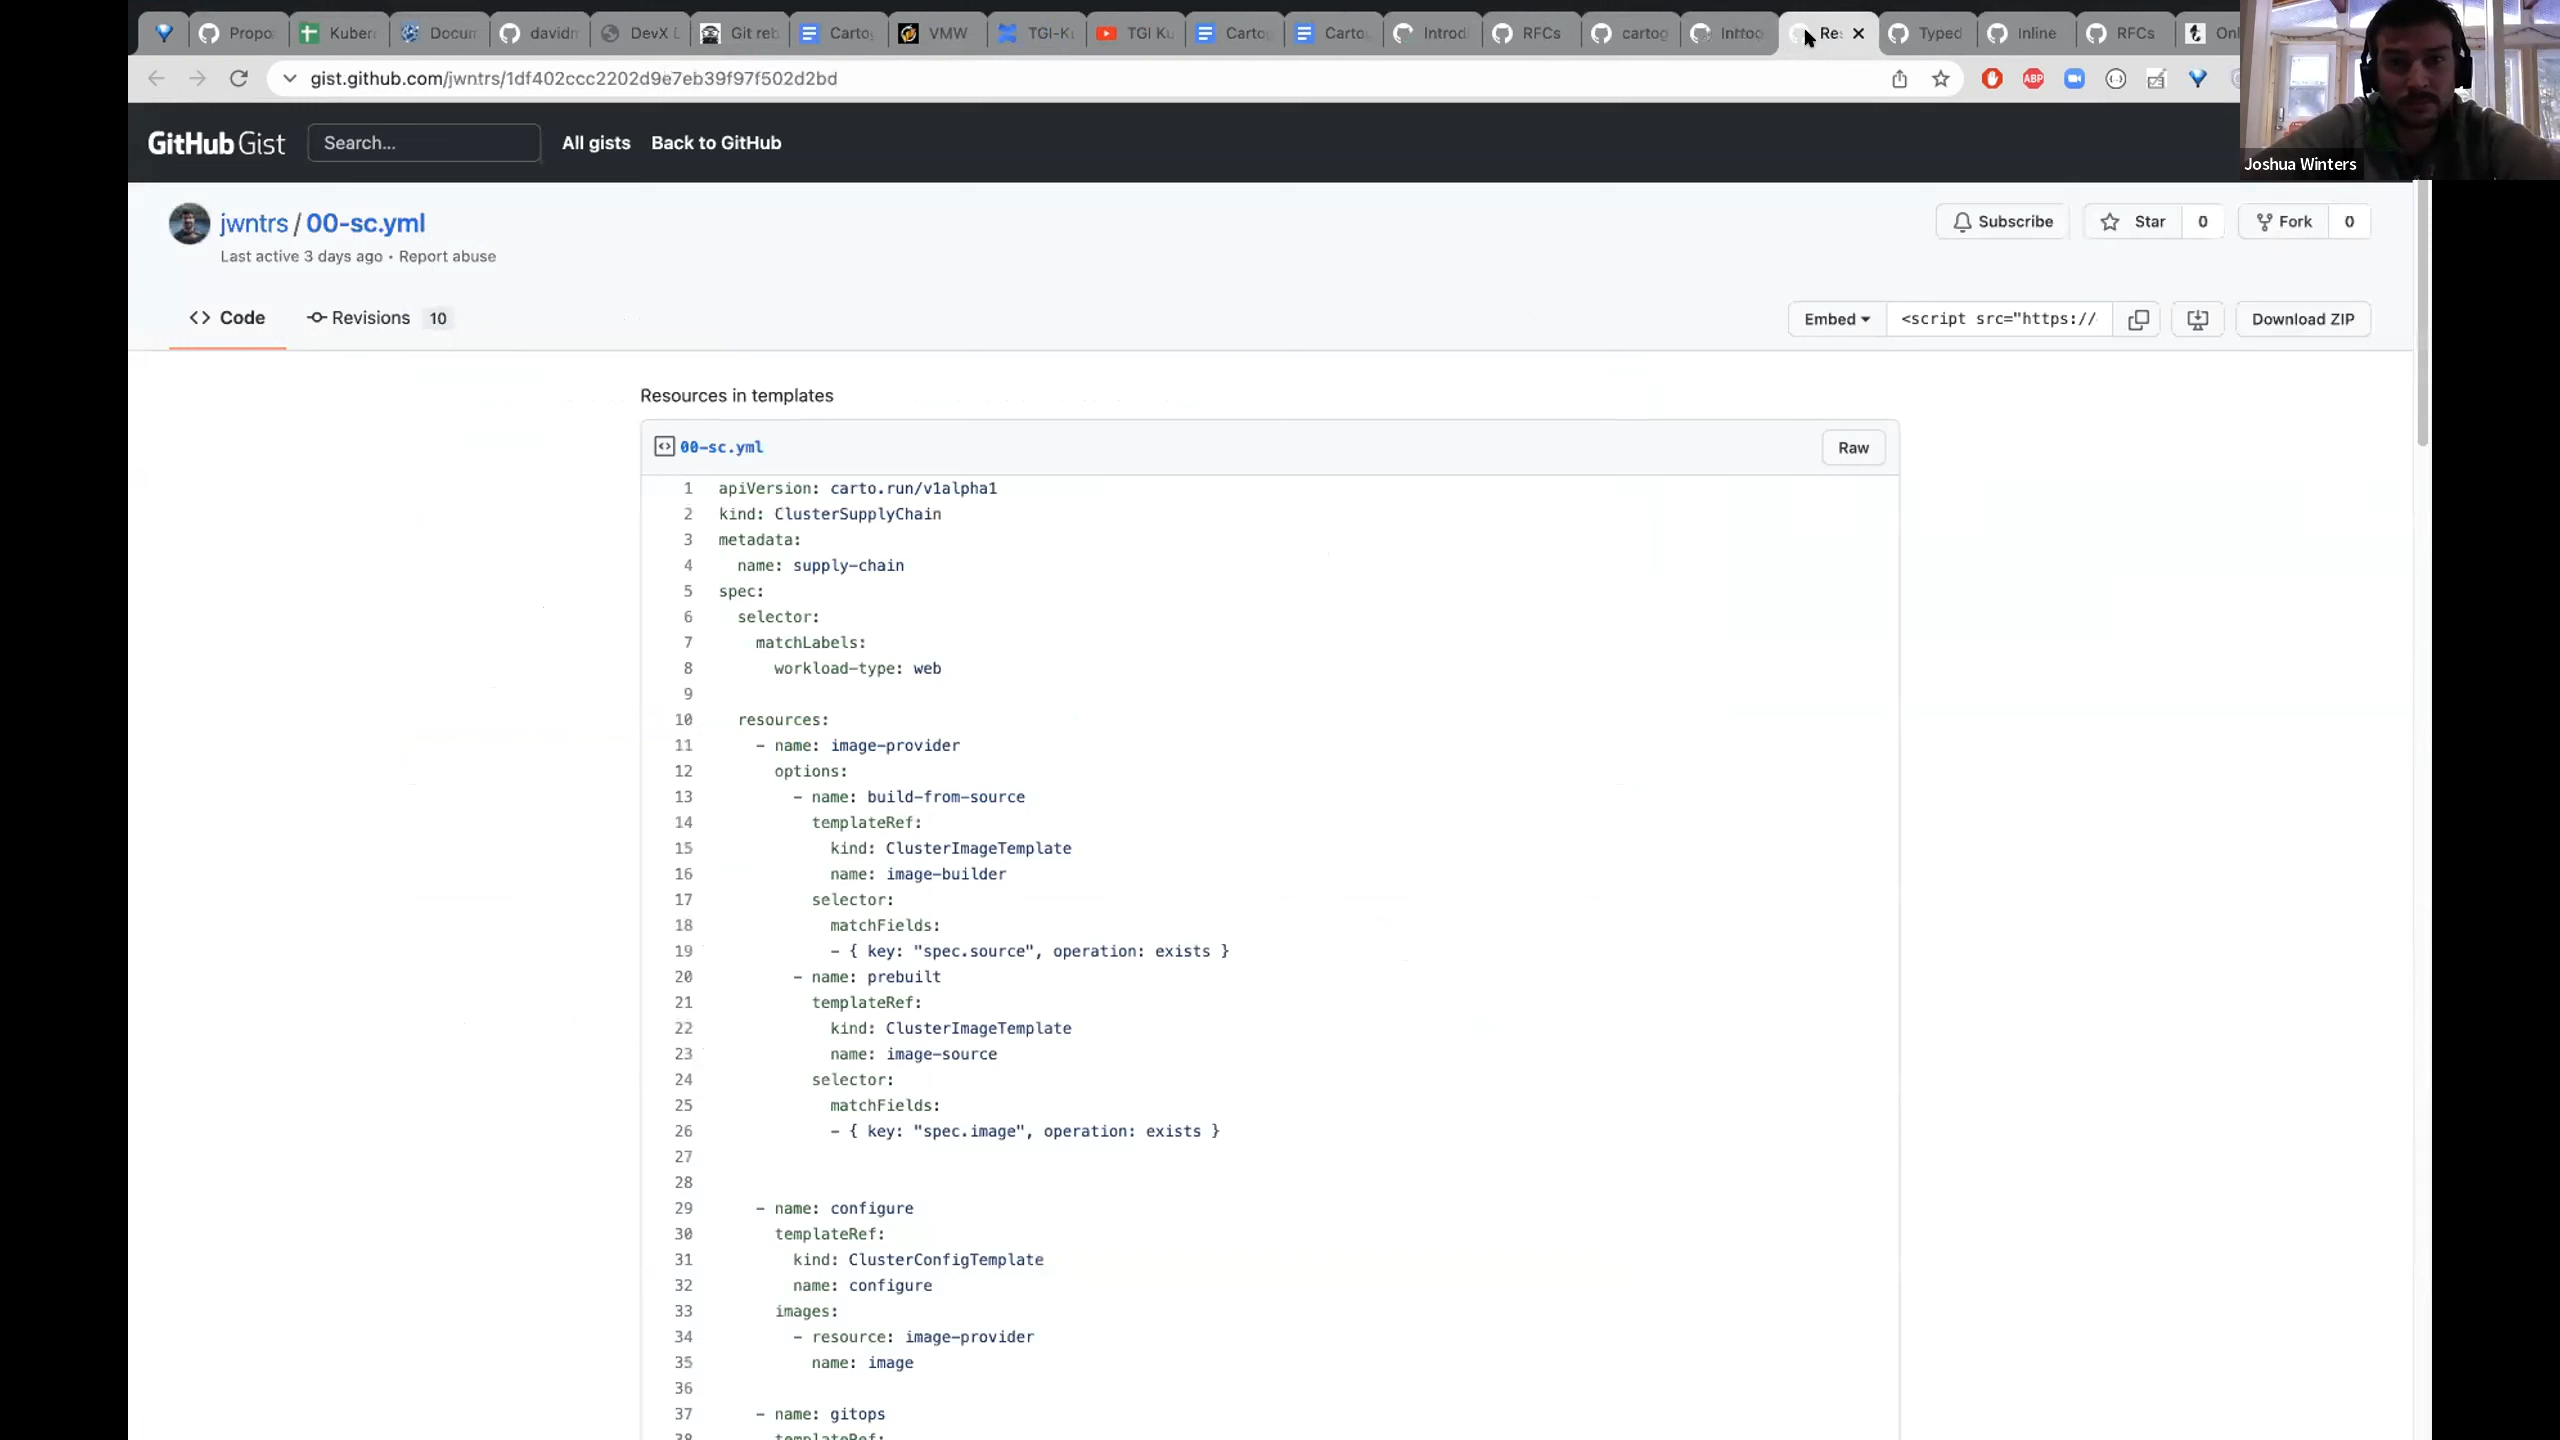 Propo Kuber Docum davidm DevX D Git reb Carto VMW TGI-Ku TGI Ku Carto Carto Introd RFCs cartog Re Typed Inline RFCs Onl
gist.github.com/jwntrs/1df402ccc2202d9e7eb39f97f502d2bd
ABP
Joshua Winters
GitHub Gist Search... All gists Back to GitHub
jwntrs / 00-sc.yml
Subscribe Star 0 Fork 0
Last active 3 days ago • Report abuse
Code Revisions 10
Embed <script src="https:// Download ZIP
Resources in templates
00-sc.yml Raw
1 apiVersion: carto.run/v1alpha1
2 kind: ClusterSupplyChain
3 metadata:
4 name: supply-chain
5 spec:
6 selector:
7 matchLabels:
8 workload-type: web
9
10 resources:
11 - name: image-provider
12 options:
13 - name: build-from-source
14 templateRef:
15 kind: ClusterImageTemplate
16 name: image-builder
17 selector:
18 matchFields:
19 - { key: "spec.source", operation: exists }
20 - name: prebuilt
21 templateRef:
22 kind: ClusterImageTemplate
23 name: image-source
24 selector:
25 matchFields:
26 - { key: "spec.image", operation: exists }
27
28
29 - name: configure
30 templateRef:
31 kind: ClusterConfigTemplate
32 name: configure
33 images:
34 - resource: image-provider
35 name: image
36
37 - name: gitops
38 templateRef: